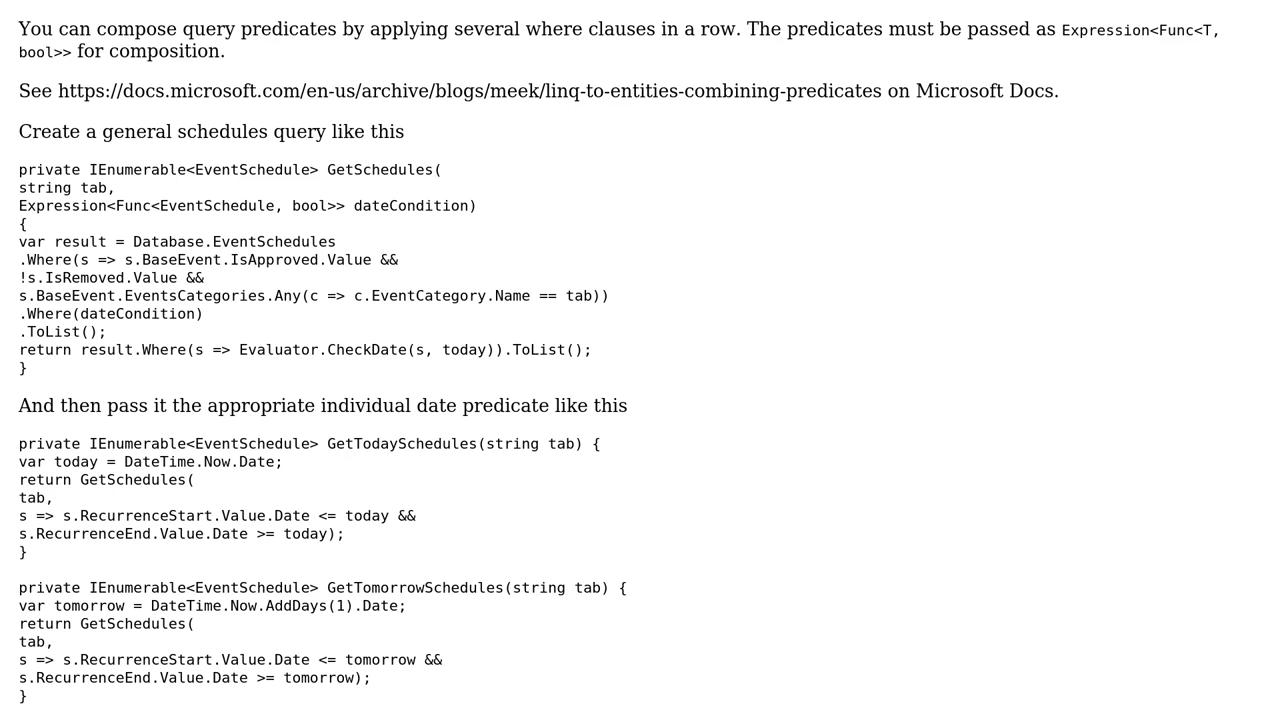 You can compose query predicates by applying several where clauses in a row. The predicates must be passed as Expression<Func<T,
bool>> for composition.
See https://docs.microsoft.com/en-us/archive/blogs/meek/linq-to-entities-combining-predicates on Microsoft Docs.
Create a general schedules query like this
private IEnumerable<EventSchedule> GetSchedules(
string tab,
Expression<Func<EventSchedule, bool>> dateCondition)
{
var result = Database.EventSchedules
.Where(s => s.BaseEvent.IsApproved.Value &&
!s.IsRemoved.Value &&
s.BaseEvent.EventsCategories.Any(c => c.EventCategory.Name == tab))
.Where(dateCondition)
.ToList();
return result.Where(s => Evaluator.CheckDate(s, today)).ToList();
}
And then pass it the appropriate individual date predicate like this
private IEnumerable<EventSchedule> GetTodaySchedules(string tab) {
var today = DateTime.Now.Date;
return GetSchedules(
tab,
s => s.RecurrenceStart.Value.Date <= today &&
s.RecurrenceEnd.Value.Date >= today);
}
private IEnumerable<EventSchedule> GetTomorrowSchedules(string tab) {
var tomorrow = DateTime.Now.AddDays(1).Date;
return GetSchedules(
tab,
s => s.RecurrenceStart.Value.Date <= tomorrow &&
s.RecurrenceEnd.Value.Date >= tomorrow);
}